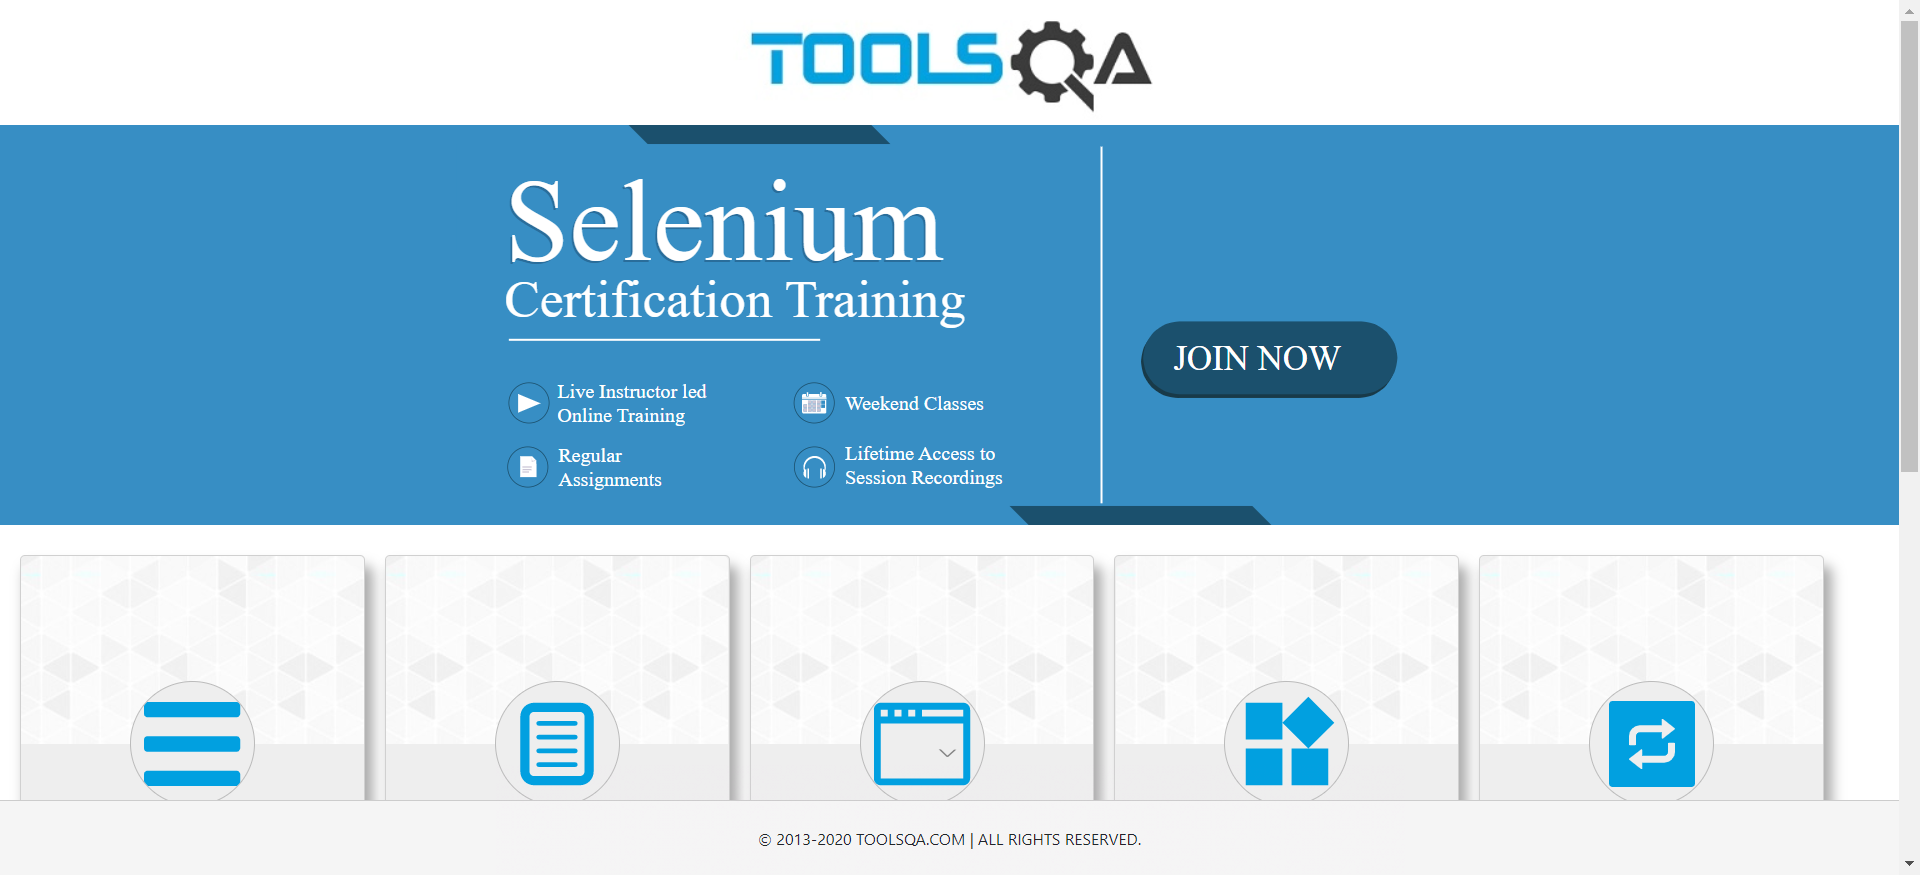 TOOLSQA
Selenium
Certification Training
Live Instructor led
Online Training
Weekend Classes
Regular
Assignments
Lifetime Access to
Session Recordings
JOIN NOW
© 2013-2020 TOOLSQA.COM | ALL RIGHTS RESERVED.